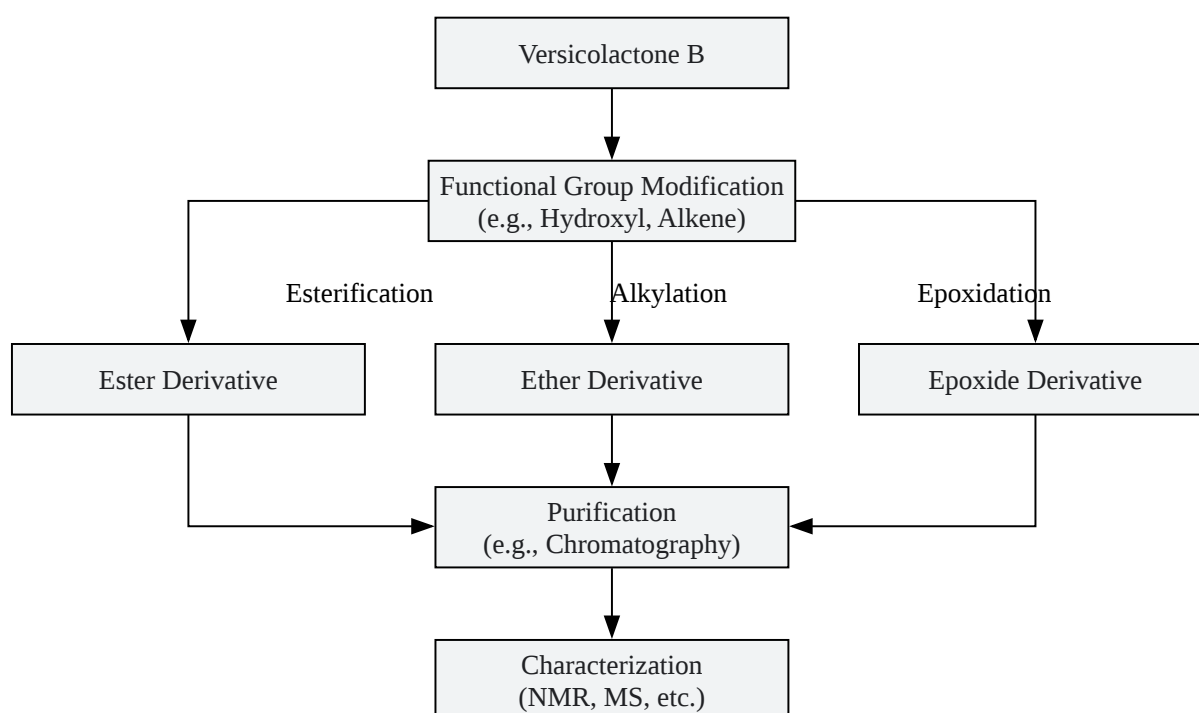 Versicolactone B
Functional Group Modification
(e.g., Hydroxyl, Alkene)
Esterification
Alkylation
Epoxidation
Ester Derivative
Ether Derivative
Epoxide Derivative
Purification
(e.g., Chromatography)
Characterization
(NMR, MS, etc.)